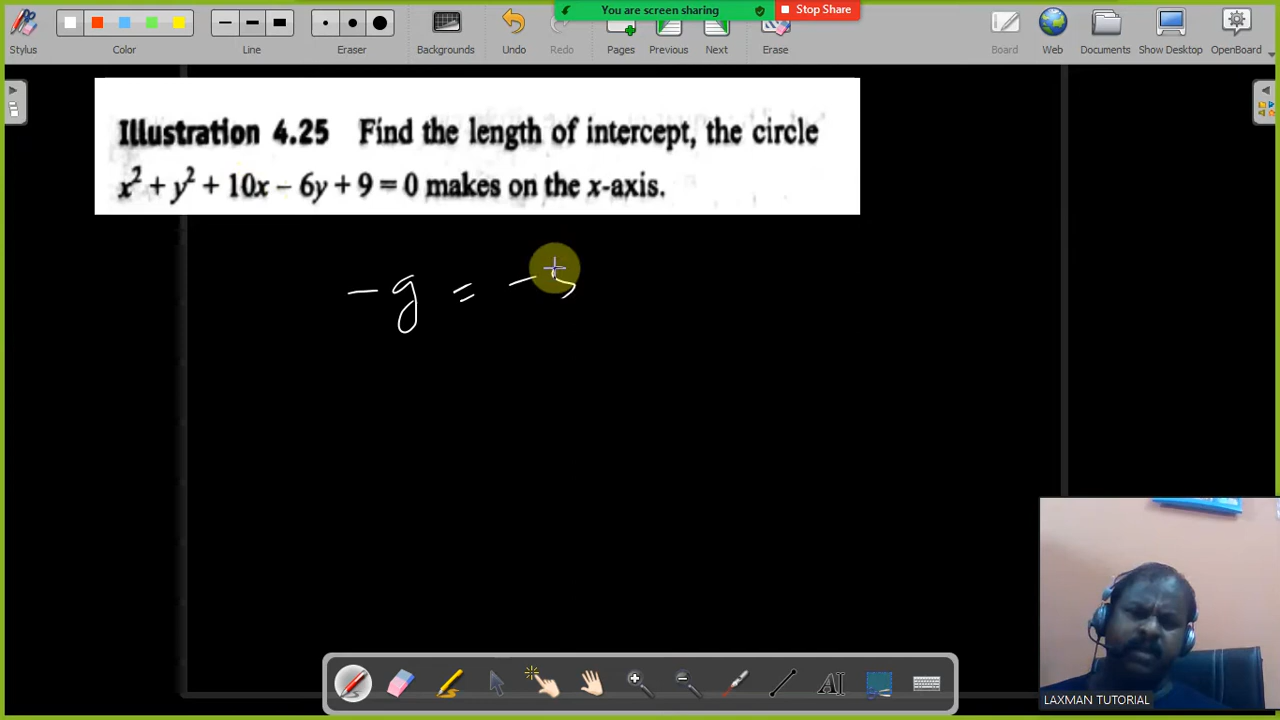 You are screen sharing
Stop Share
Stylus
Color
Line
Eraser
Backgrounds
Undo
Redo
Pages
Previous
Next
Erase
Board
Web
Documents
Show Desktop
OpenBoard
Illustration 4.25 Find the length of intercept, the circle
x² + y² + 10x − 6y + 9 = 0 makes on the x-axis.
− g = −5
AI
LAXMAN TUTORIAL